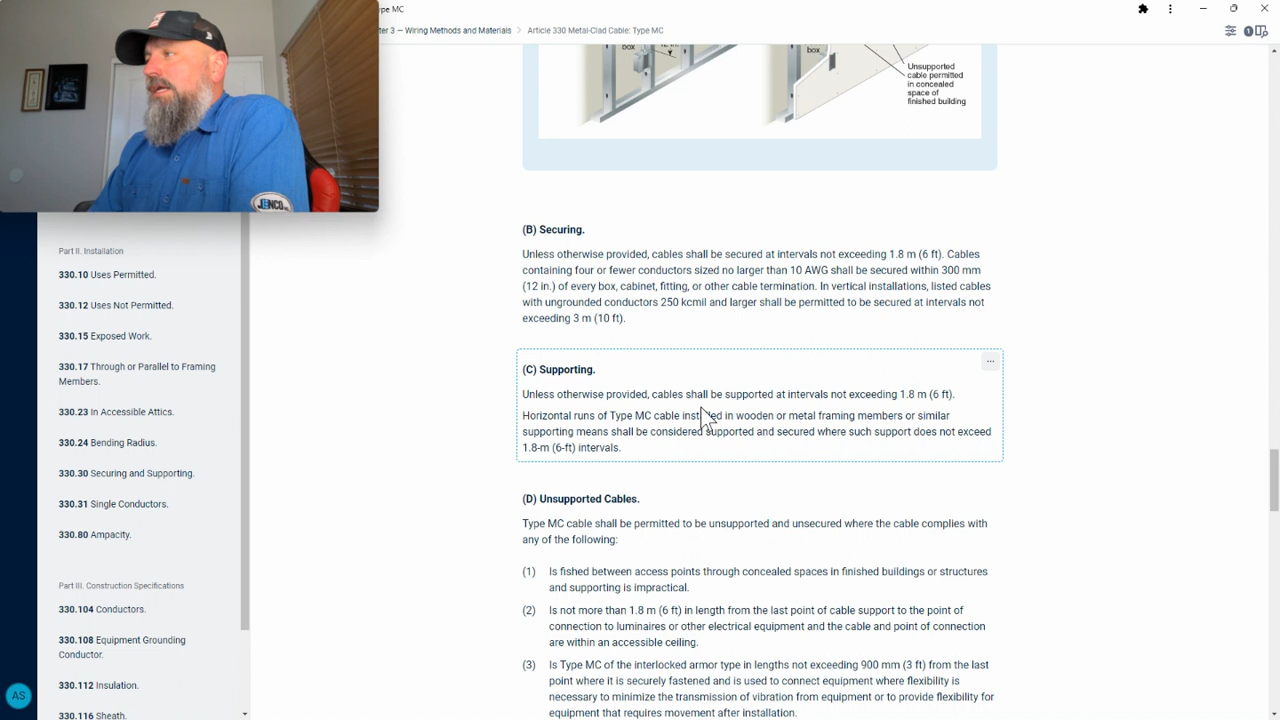 ype MC
ter 3 — Wiring Methods and Materials > Article 330 Metal-Clad Cable: Type MC
box
12 in.
box
Unsupported
cable permitted
in concealed
space of
finished building
JENCO
(B) Securing.
Unless otherwise provided, cables shall be secured at intervals not exceeding 1.8 m (6 ft). Cables
containing four or fewer conductors sized no larger than 10 AWG shall be secured within 300 mm
(12 in.) of every box, cabinet, fitting, or other cable termination. In vertical installations, listed cables
with ungrounded conductors 250 kcmil and larger shall be permitted to be secured at intervals not
exceeding 3 m (10 ft).
(C) Supporting.
Unless otherwise provided, cables shall be supported at intervals not exceeding 1.8 m (6 ft).
Horizontal runs of Type MC cable installed in wooden or metal framing members or similar
supporting means shall be considered supported and secured where such support does not exceed
1.8-m (6-ft) intervals.
(D) Unsupported Cables.
Type MC cable shall be permitted to be unsupported and unsecured where the cable complies with
any of the following:
(1) Is fished between access points through concealed spaces in finished buildings or structures
and supporting is impractical.
(2) Is not more than 1.8 m (6 ft) in length from the last point of cable support to the point of
connection to luminaires or other electrical equipment and the cable and point of connection
are within an accessible ceiling.
(3) Is Type MC of the interlocked armor type in lengths not exceeding 900 mm (3 ft) from the last
point where it is securely fastened and is used to connect equipment where flexibility is
necessary to minimize the transmission of vibration from equipment or to provide flexibility for
equipment that requires movement after installation.
Part II. Installation
330.10 Uses Permitted.
330.12 Uses Not Permitted.
330.15 Exposed Work.
330.17 Through or Parallel to Framing
Members.
330.23 In Accessible Attics.
330.24 Bending Radius.
330.30 Securing and Supporting.
330.31 Single Conductors.
330.80 Ampacity.
Part III. Construction Specifications
330.104 Conductors.
330.108 Equipment Grounding
Conductor.
330.112 Insulation.
330.116 Sheath.
AS